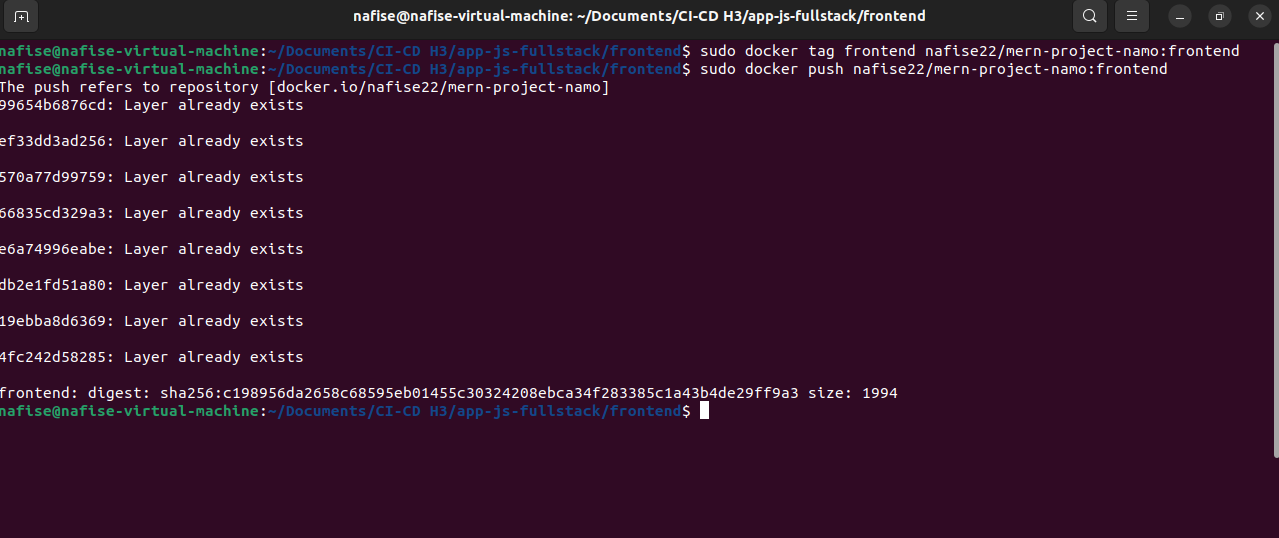 nafise@nafise-virtual-machine: ~/Documents/CI-CD H3/app-js-fullstack/frontend
nafise@nafise-virtual-machine:~/Documents/CI-CD H3/app-js-fullstack/frontend$ sudo docker tag frontend nafise22/mern-project-namo:frontend
nafise@nafise-virtual-machine:~/Documents/CI-CD H3/app-js-fullstack/frontend$ sudo docker push nafise22/mern-project-namo:frontend
The push refers to repository [docker.io/nafise22/mern-project-namo]
99654b6876cd: Layer already exists
ef33dd3ad256: Layer already exists
570a77d99759: Layer already exists
66835cd329a3: Layer already exists
e6a74996eabe: Layer already exists
db2e1fd51a80: Layer already exists
19ebba8d6369: Layer already exists
4fc242d58285: Layer already exists
frontend: digest: sha256:c198956da2658c68595eb01455c30324208ebca34f283385c1a43b4de29ff9a3 size: 1994
nafise@nafise-virtual-machine:~/Documents/CI-CD H3/app-js-fullstack/frontend$